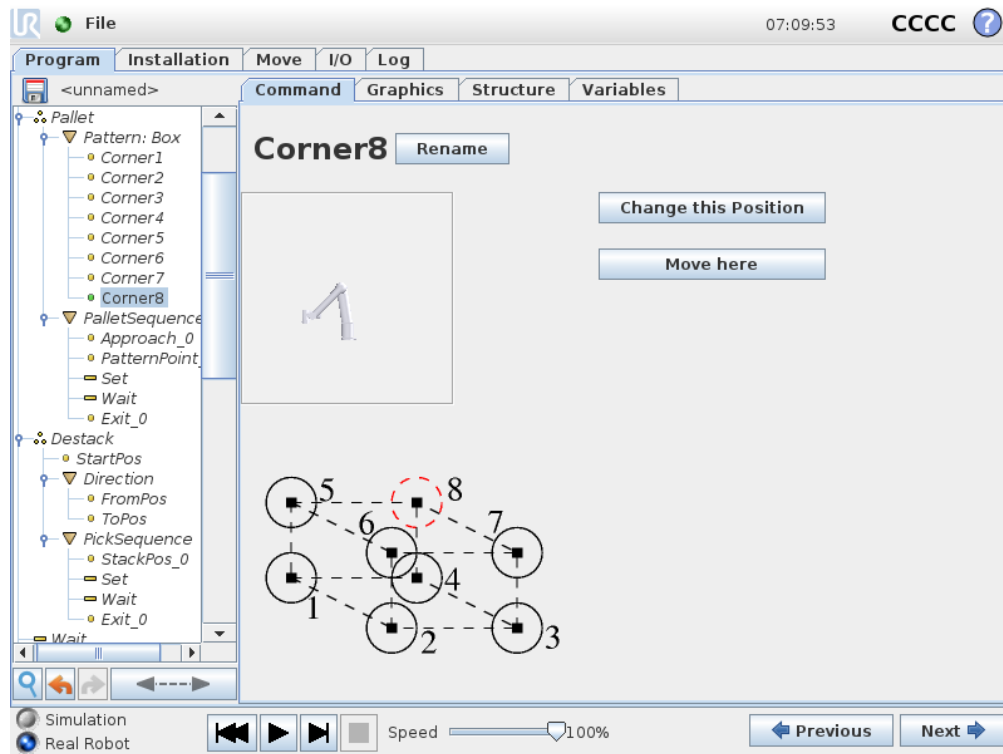 UR File 07:09:53 CCCC ?
Program Installation Move I/O Log
<unnamed> Command Graphics Structure Variables
Pallet
Pattern: Box
Corner1
Corner2
Corner3
Corner4
Corner5
Corner6
Corner7
Corner8
PalletSequence
Approach_0
PatternPoint_
Set
Wait
Exit_0
Destack
StartPos
Direction
FromPos
ToPos
PickSequence
StackPos_0
Set
Wait
Exit_0
Wait
Corner8 Rename
Change this Position
Move here
5 8
6 7
4
1 2 3
Simulation
Real Robot
Speed 100%
Previous Next